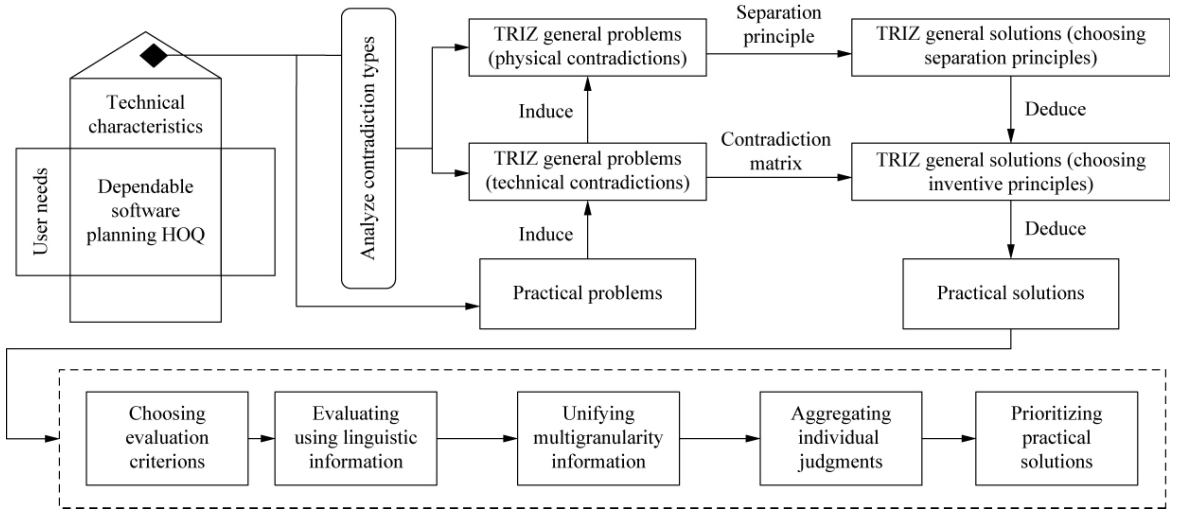 Technical
characteristics
User needs
Dependable
software
planning HOQ
Analyze contradiction types
TRIZ general problems
(physical contradictions)
Separation
principle
TRIZ general solutions (choosing
separation principles)
Induce
Deduce
TRIZ general problems
(technical contradictions)
Contradiction
matrix
TRIZ general solutions (choosing
inventive principles)
Induce
Deduce
Practical problems
Practical solutions
Choosing
evaluation
criterions
Evaluating
using linguistic
information
Unifying
multigranularity
information
Aggregating
individual
judgments
Prioritizing
practical
solutions